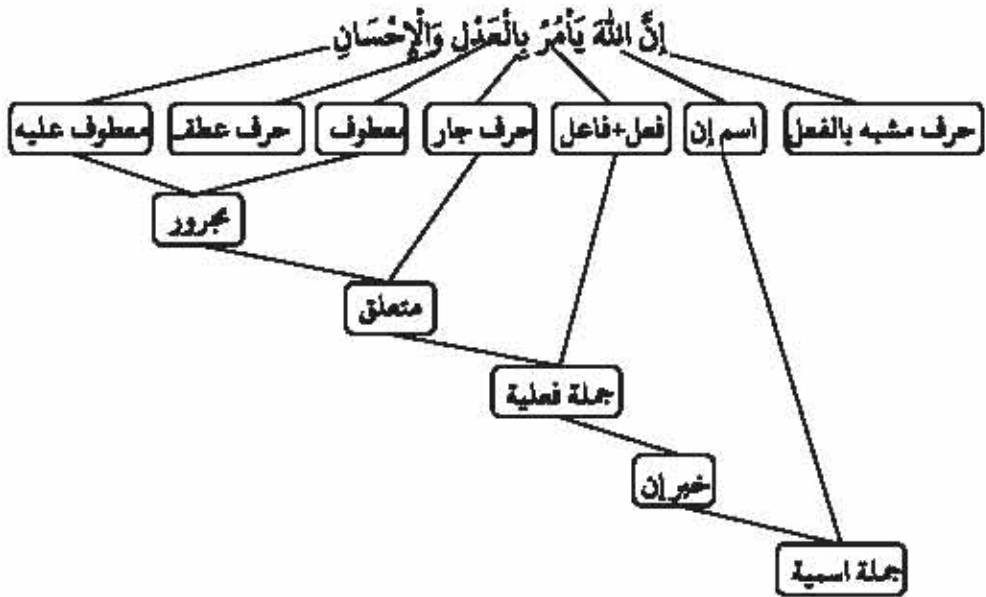 إِنَّ اللهَ يَأْمُرُ بِالْعَدْلِ وَالْإِحْسَانِ
حرف مشبه بالفعل اسم إن فعل+فاعل حرف جار معطوف حرف عطف معطوف عليه
مجرور
متعلق
جملة فعلية
خبر إن
جملة اسمية